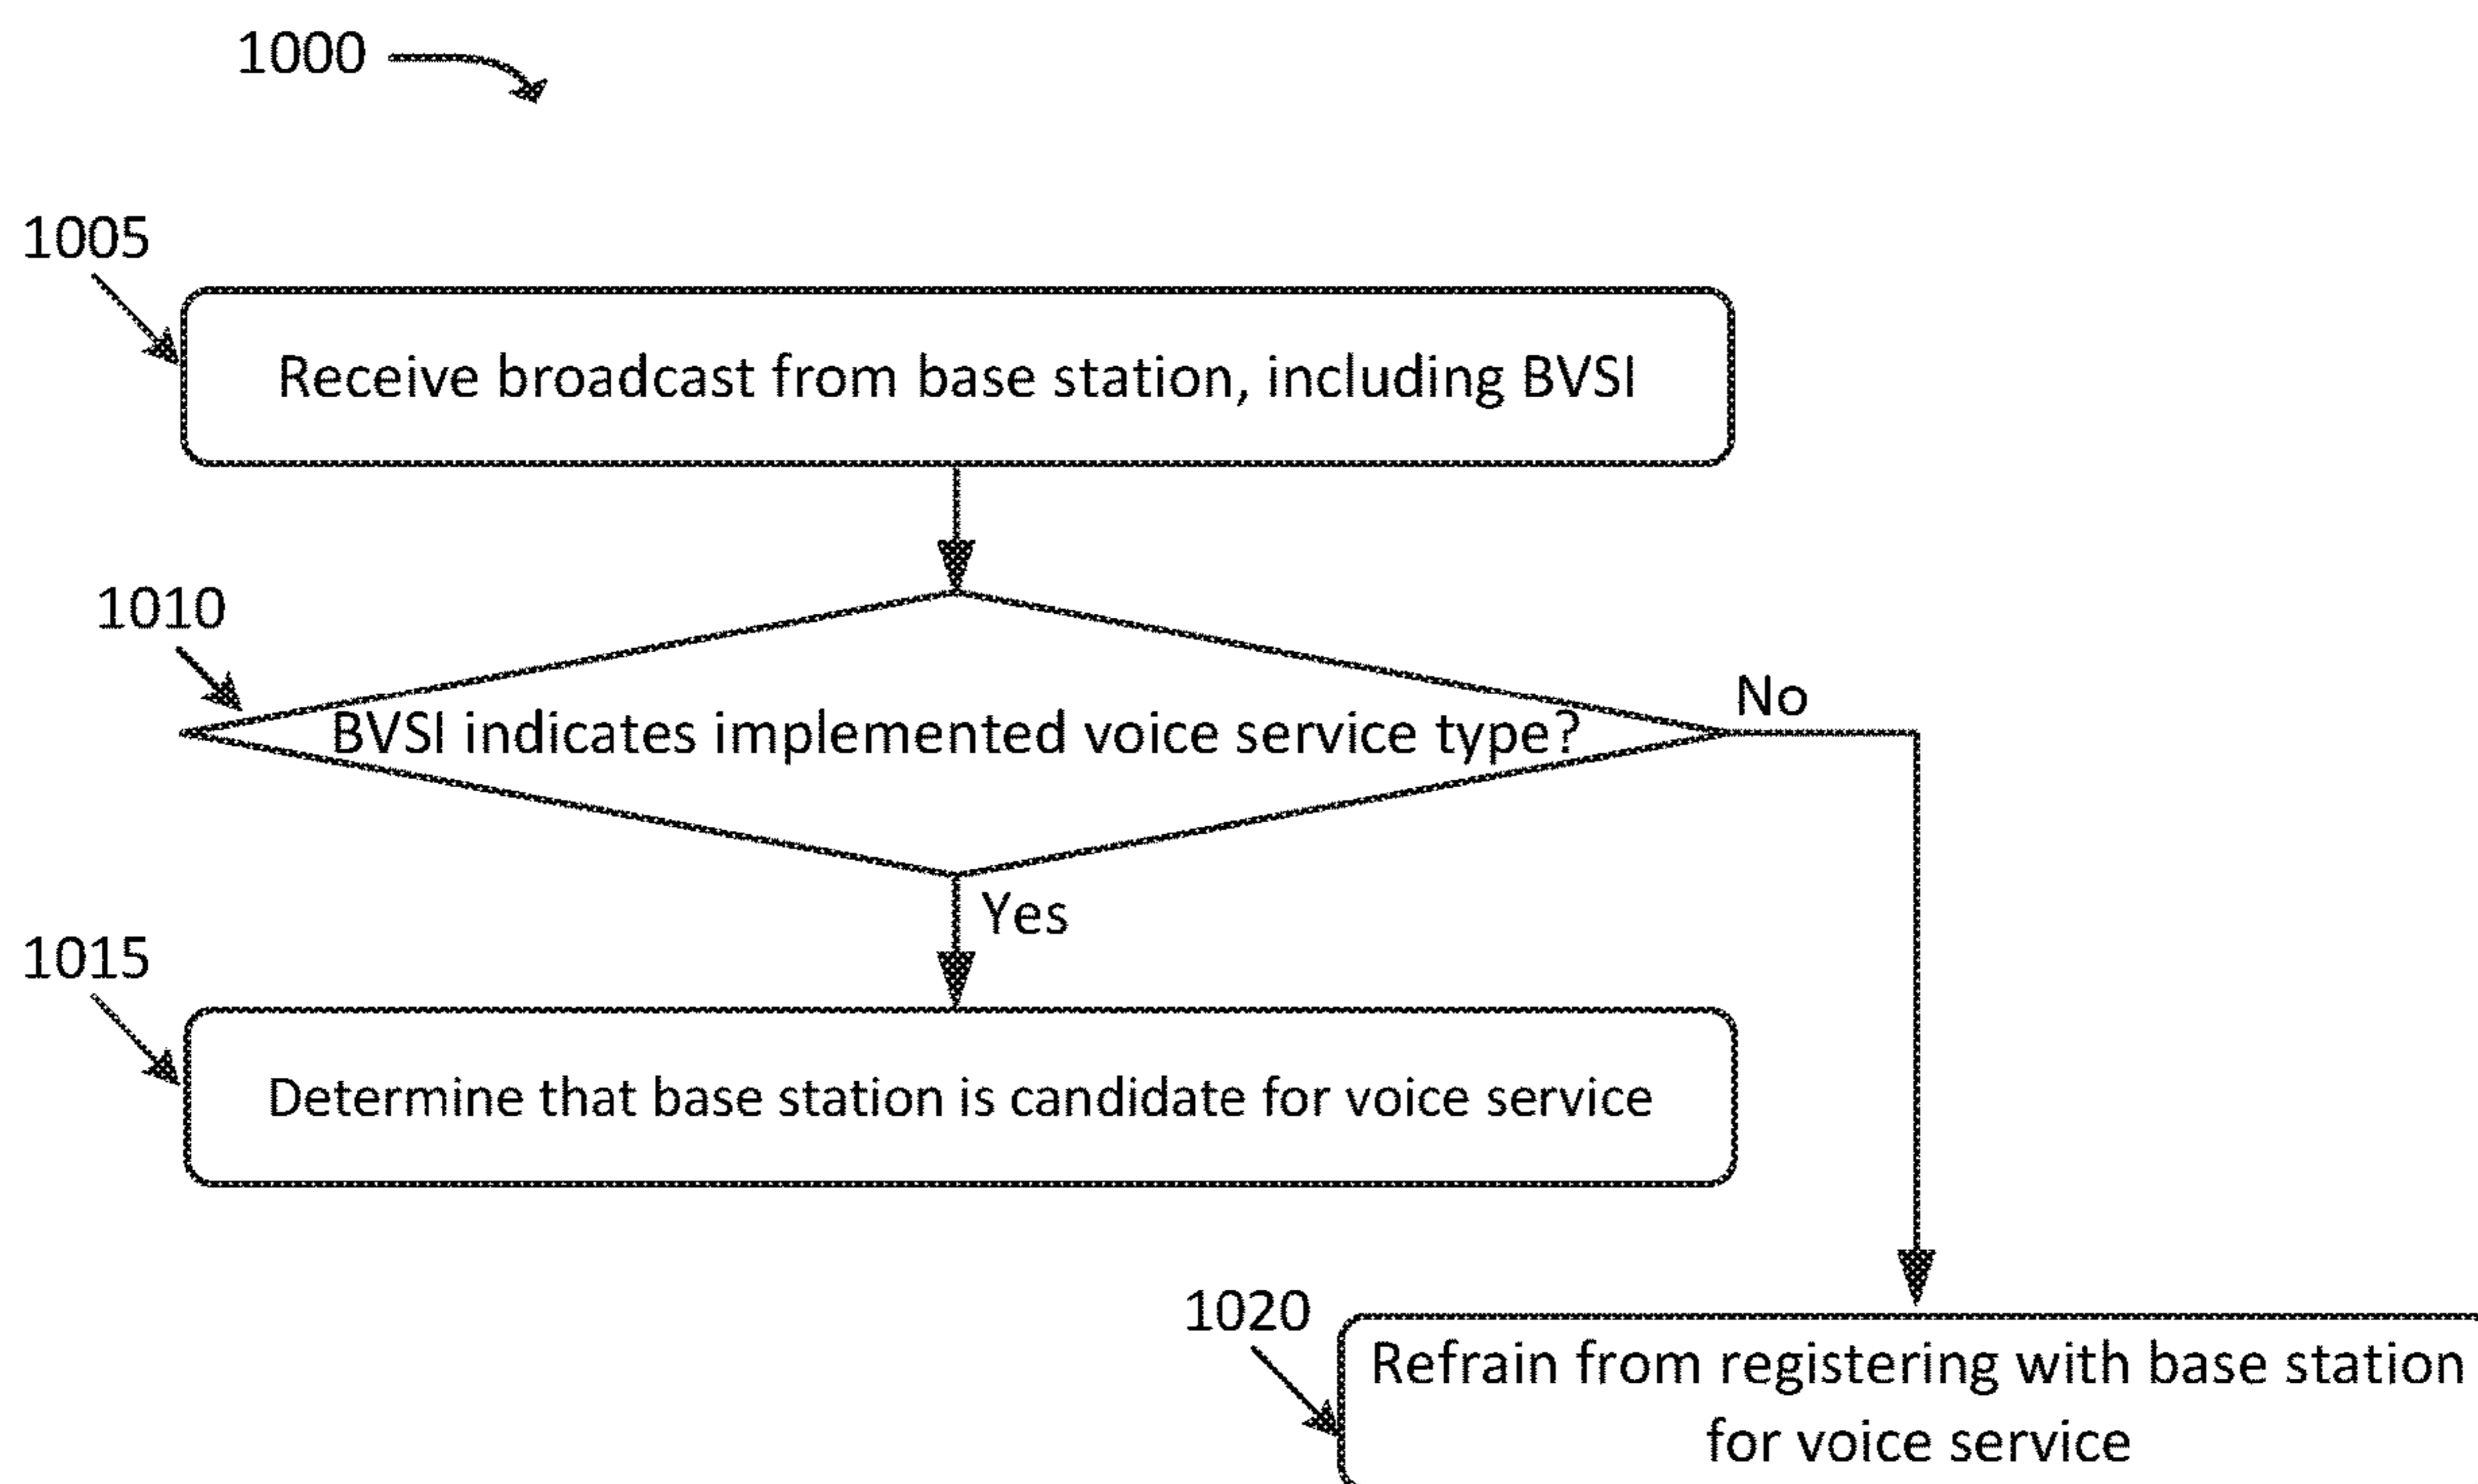 1000
1005
Receive broadcast from base station, including BVSI
1010
BVSI indicates implemented voice service type?
No
Yes
1015
Determine that base station is candidate for voice service
1020
Refrain from registering with base station
for voice service